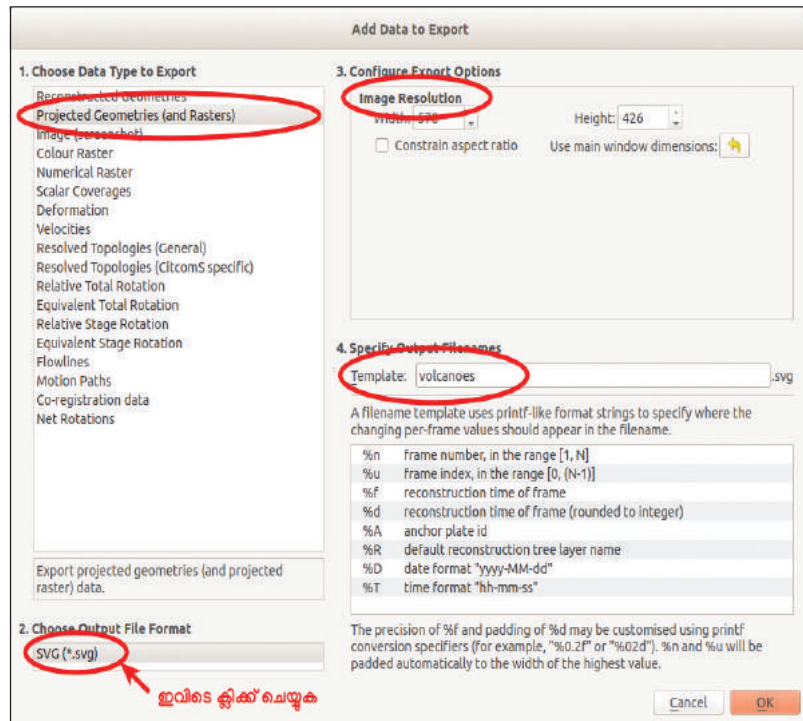 Add Data to Export
1. Choose Data Type to Export
Reconstructed Geometries
Projected Geometries (and Rasters)
Image (screenshot)
Colour Raster
Numerical Raster
Scalar Coverages
Deformation
Velocities
Resolved Topologies (General)
Resolved Topologies (CitcomS specific)
Relative Total Rotation
Equivalent Total Rotation
Relative Stage Rotation
Equivalent Stage Rotation
Flowlines
Motion Paths
Co-registration data
Net Rotations
Export projected geometries (and projected
raster) data.
2. Choose Output File Format
SVG (*.svg)
ഇവിടെ ക്ലിക്ക് ചെയ്യുക
3. Configure Export Options
Image Resolution
Width: 578 Height: 426
Constrain aspect ratio Use main window dimensions:
4. Specify Output Filenames
Template: volcanoes .svg
A filename template uses printf-like format strings to specify where the
changing per-frame values should appear in the filename.
%n frame number, in the range [1, N]
%u frame index, in the range [0, (N-1)]
%f reconstruction time of frame
%d reconstruction time of frame (rounded to integer)
%A anchor plate id
%R default reconstruction tree layer name
%D date format "yyyy-MM-dd"
%T time format "hh-mm-ss"
The precision of %f and padding of %d may be customised using printf
conversion specifiers (for example, "%0.2f" or "%02d"). %n and %u will be
padded automatically to the width of the highest value.
Cancel OK